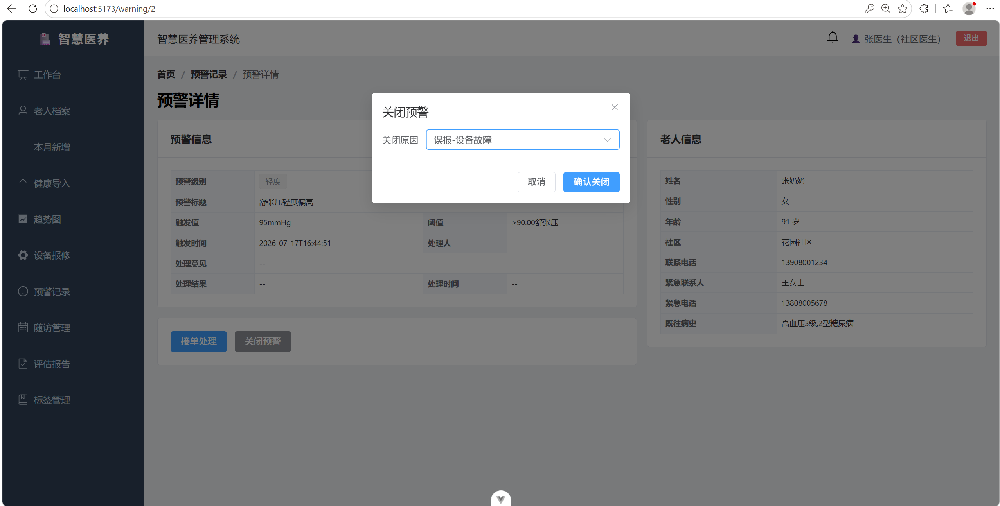 localhost:5173/warning/2
智慧医养
智慧医养管理系统
张医生（社区医生）
退出
工作台
老人档案
本月新增
健康导入
趋势图
设备报修
预警记录
随访管理
评估报告
标签管理
首页 / 预警记录 / 预警详情
预警详情
关闭预警
关闭原因 误报-设备故障
取消 确认关闭
预警信息
预警级别 轻度
预警标题 舒张压轻度偏高
触发值 95mmHg 阈值 >90.00舒张压
触发时间 2026-07-17T16:44:51 处理人 --
处理意见 --
处理结果 -- 处理时间 --
接单处理 关闭预警
老人信息
姓名 张奶奶
性别 女
年龄 91 岁
社区 花园社区
联系电话 13908001234
紧急联系人 王女士
紧急电话 13808005678
既往病史 高血压3级,2型糖尿病